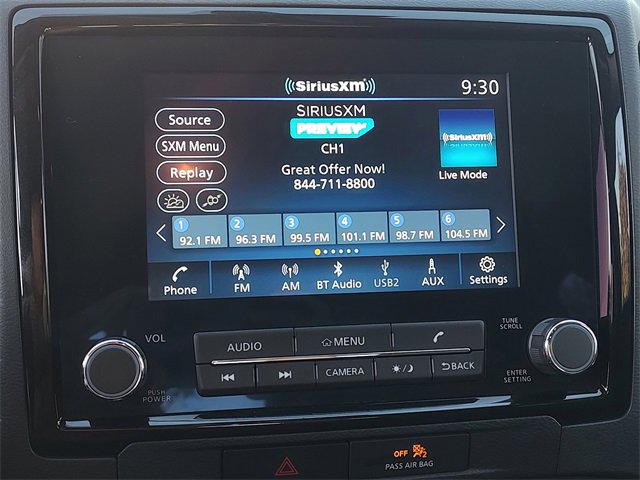 SiriusXM
9:30
Source
SXM Menu
Replay
SIRIUSXM
PREVIEW
CH1
Great Offer Now!
844-711-8800
SiriusXM
Live Mode
1 92.1 FM
2 96.3 FM
3 99.5 FM
4 101.1 FM
5 98.7 FM
6 104.5 FM
Phone
FM
AM
BT Audio
USB2
AUX
Settings
VOL
PUSH
POWER
AUDIO
MENU
CAMERA
BACK
TUNE
SCROLL
ENTER
SETTING
OFF
2
PASS AIR BAG